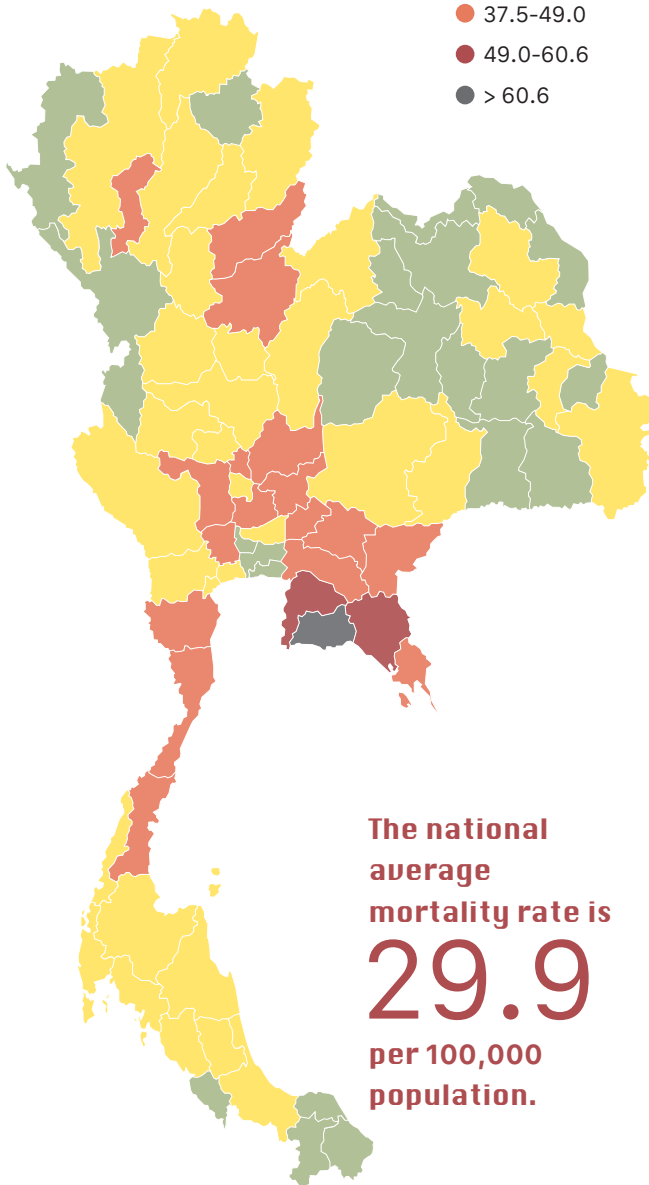 37.5-49.0
49.0-60.6
> 60.6
The national
average
mortality rate is
29.9
per 100,000
population.